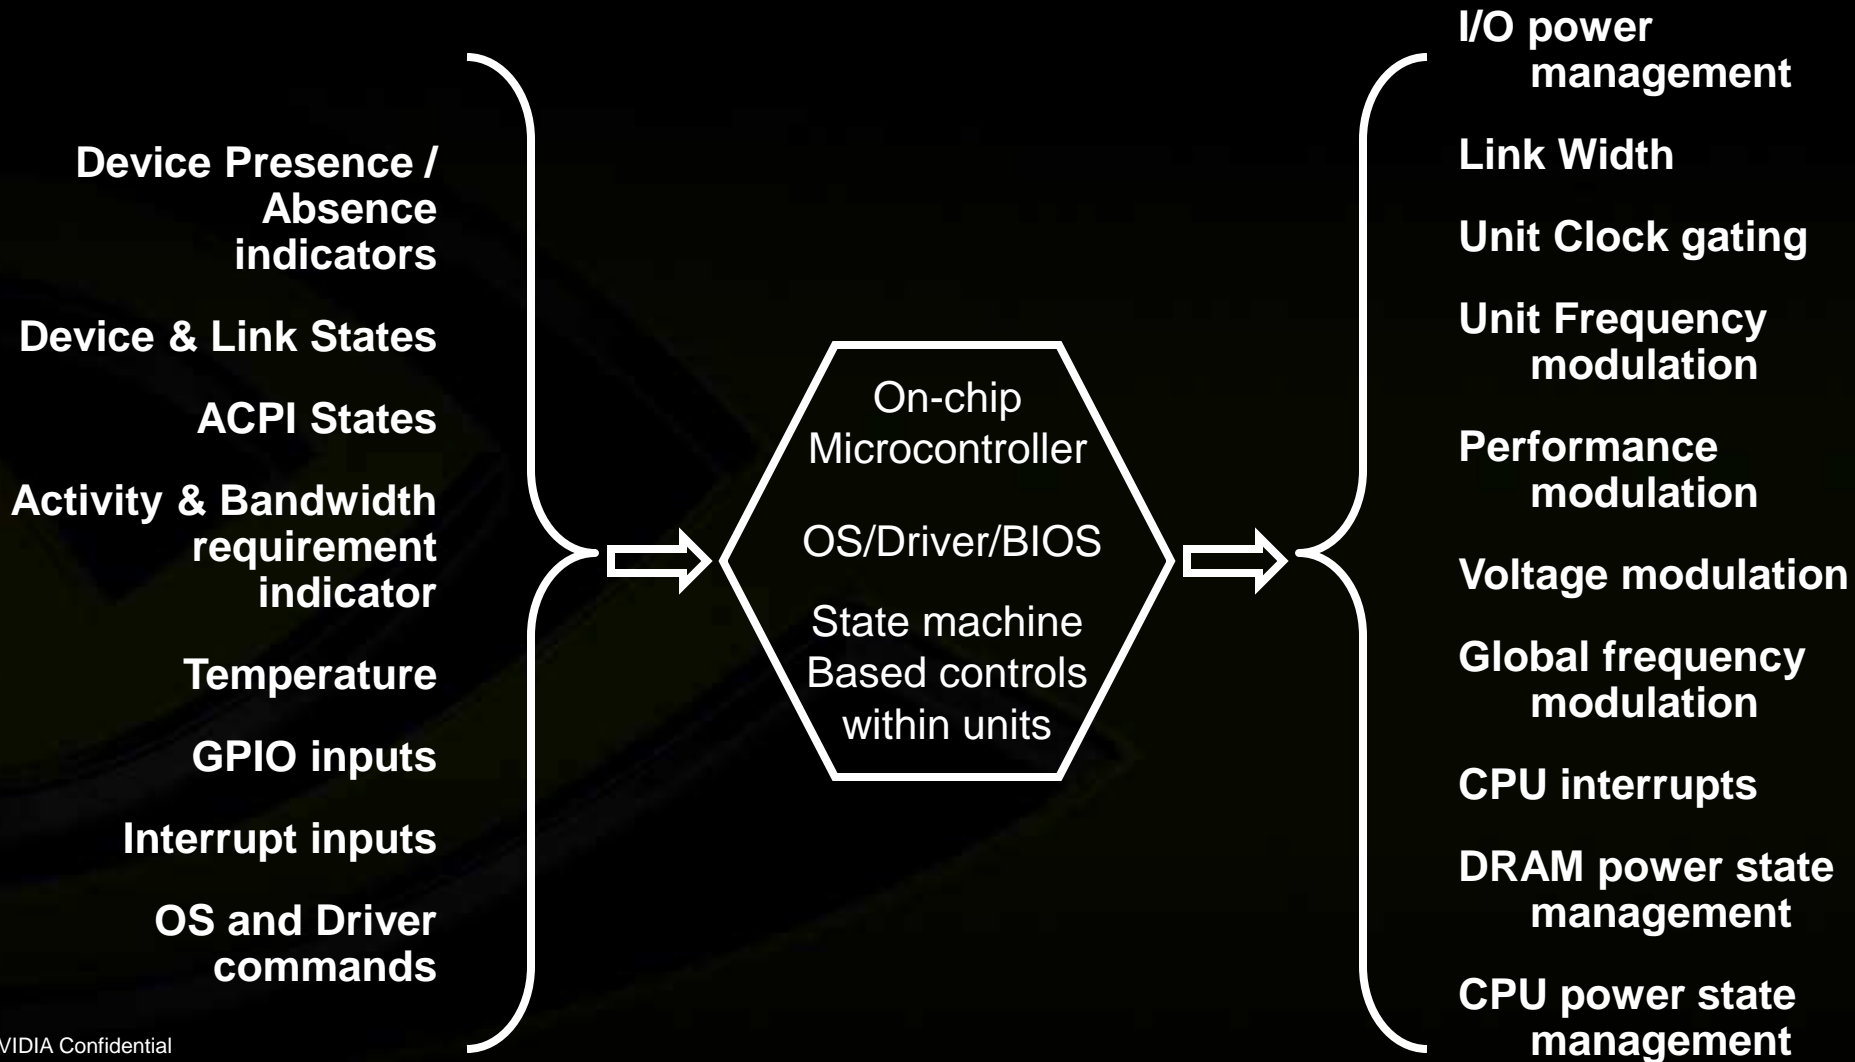 Device Presence /
Absence
indicators
Device & Link States
ACPI States
Activity & Bandwidth
requirement
indicator
Temperature
GPIO inputs
Interrupt inputs
OS and Driver
commands
VIDIA Confidential
On-chip
Microcontroller
OS/Driver/BIOS
State machine
Based controls
within units
I/O power
management
Link Width
Unit Clock gating
Unit Frequency
modulation
Performance
modulation
Voltage modulation
Global frequency
modulation
CPU interrupts
DRAM power state
management
CPU power state
management